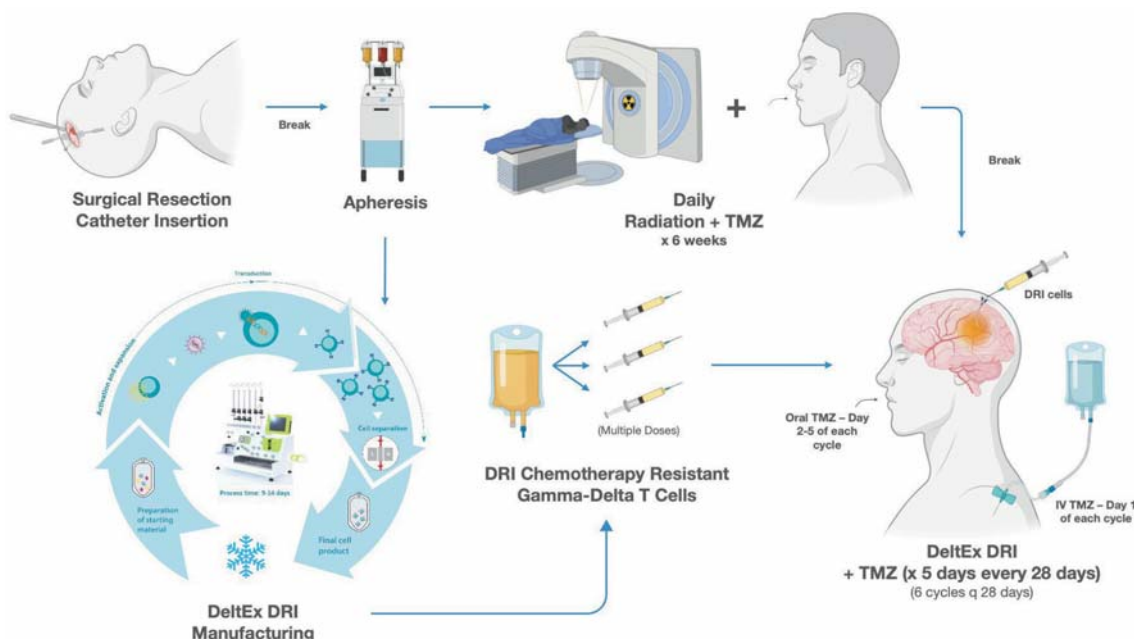 Break
Surgical Resection
Catheter Insertion
Apheresis
Daily
Radiation + TMZ
x 6 weeks
+
Break
Transduction
Activation and expansion
Cell separation
Process time: 9-14 days
Preparation
of starting
material
Final cell
product
DeltEx DRI
Manufacturing
(Multiple Doses)
DRI Chemotherapy Resistant
Gamma-Delta T Cells
DRI cells
Oral TMZ – Day
2-5 of each
cycle
IV TMZ – Day 1
of each cycle
DeltEx DRI
+ TMZ (x 5 days every 28 days)
(6 cycles q 28 days)